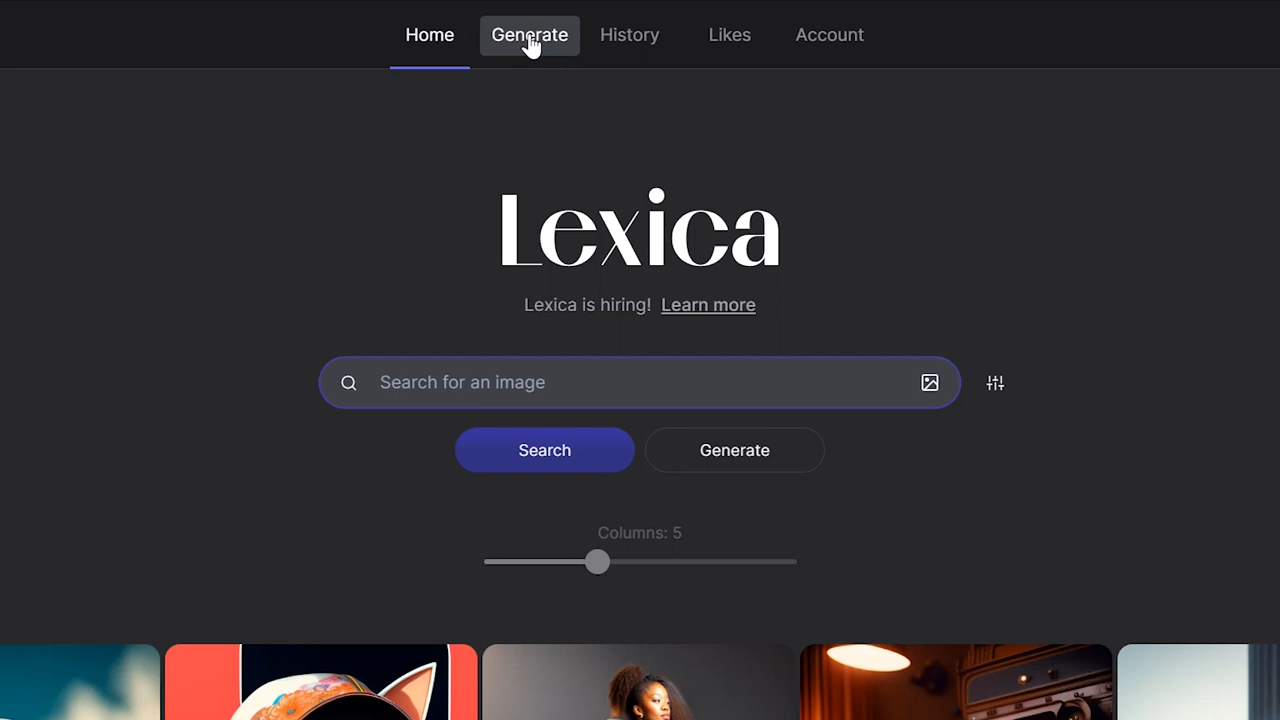 Home Generate History Likes Account
Lexica
Lexica is hiring! Learn more
Search for an image
Search Generate
Columns: 5